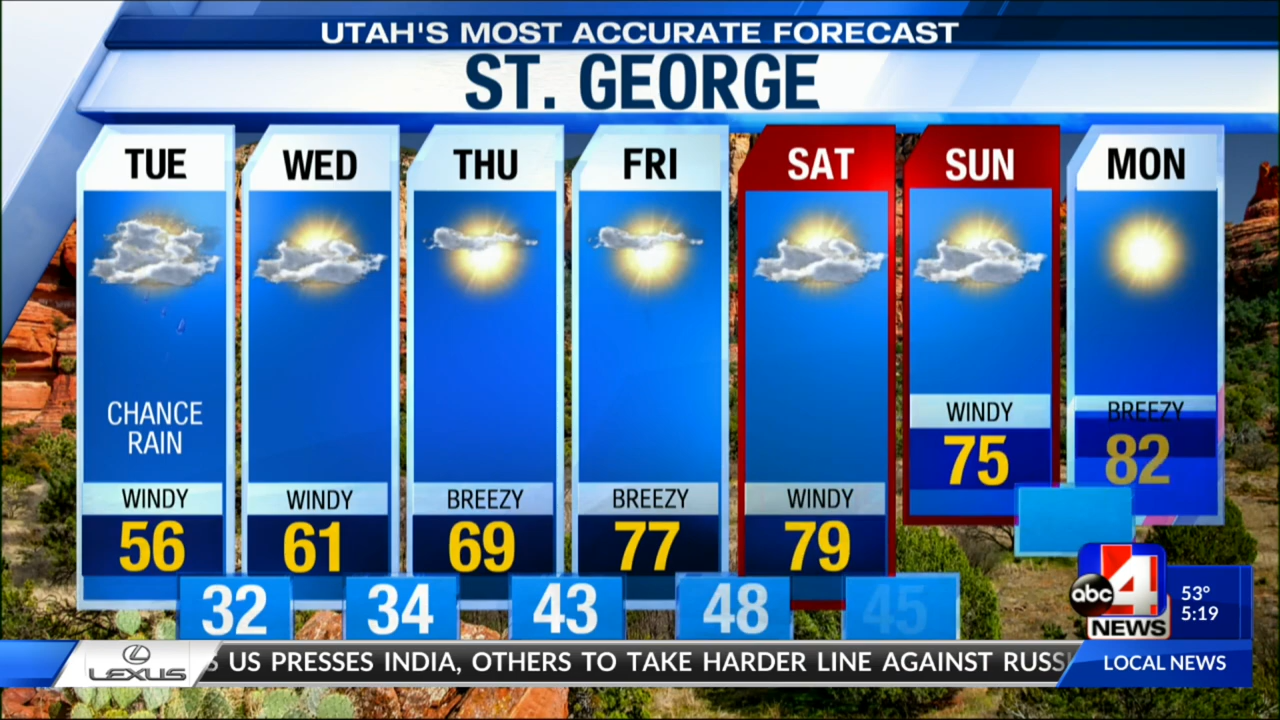 UTAH'S MOST ACCURATE FORECAST
ST. GEORGE
TUE
WED
THU
FRI
SAT
SUN
MON
CHANCE
RAIN
WINDY
WINDY
BREEZY
BREEZY
WINDY
WINDY
BREEZY
56
61
69
77
79
75
82
32
34
43
48
45
abc
4
NEWS
53°
5:19
LEXUS
S US PRESSES INDIA, OTHERS TO TAKE HARDER LINE AGAINST RUSSI
LOCAL NEWS